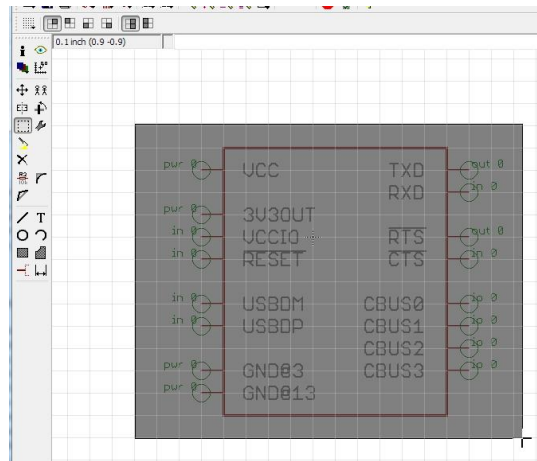 0.1 inch (0.9 -0.9)
pwr 0 VCC TXD out 0
RXD in 0
pwr 0 3V3OUT
in 0 VCCIO RTS out 0
in 0 RESET CTS in 0
in 0 USBDM CBUS0 io 0
in 0 USBDP CBUS1 io 0
CBUS2 io 0
pwr 0 GND@3 CBUS3 io 0
pwr 0 GND@13